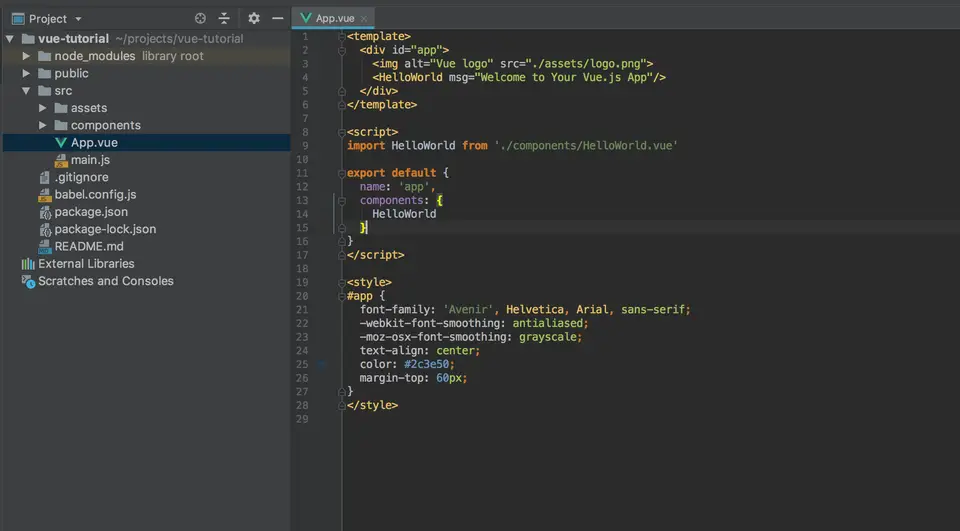 Project
vue-tutorial ~/projects/vue-tutorial
node_modules library root
public
src
assets
components
App.vue
main.js
.gitignore
babel.config.js
package.json
package-lock.json
README.md
External Libraries
Scratches and Consoles
App.vue
1 <template>
2 <div id="app">
3 <img alt="Vue logo" src="./assets/logo.png">
4 <HelloWorld msg="Welcome to Your Vue.js App"/>
5 </div>
6 </template>
7
8 <script>
9 import HelloWorld from './components/HelloWorld.vue'
10
11 export default {
12 name: 'app',
13 components: {
14 HelloWorld
15 }
16 }
17 </script>
18
19 <style>
20 #app {
21 font-family: 'Avenir', Helvetica, Arial, sans-serif;
22 -webkit-font-smoothing: antialiased;
23 -moz-osx-font-smoothing: grayscale;
24 text-align: center;
25 color: #2c3e50;
26 margin-top: 60px;
27 }
28 </style>
29